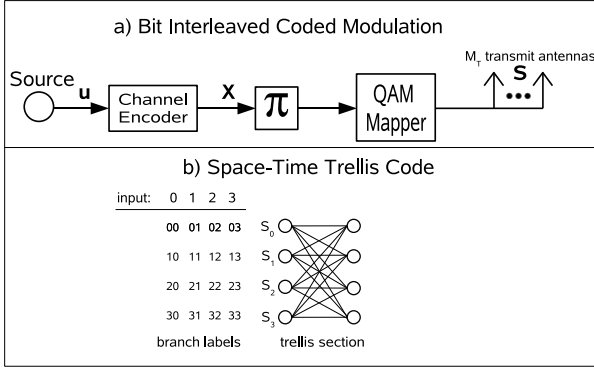 a) Bit Interleaved Coded Modulation
M_T transmit antennas
Source
u
Channel Encoder
X
π
QAM Mapper
S
b) Space-Time Trellis Code
input: 0 1 2 3
00 01 02 03 S_0
10 11 12 13 S_1
20 21 22 23 S_2
30 31 32 33 S_3
branch labels trellis section